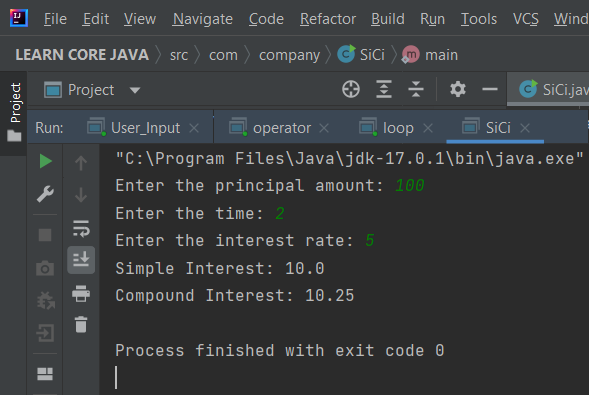 IJ File Edit View Navigate Code Refactor Build Run Tools VCS Wind
LEARN CORE JAVA src com company C SiCi m main
Project Project C SiCi.jav
Run: User_Input operator loop SiCi
"C:\Program Files\Java\jdk-17.0.1\bin\java.exe"
Enter the principal amount: 100
Enter the time: 2
Enter the interest rate: 5
Simple Interest: 10.0
Compound Interest: 10.25
Process finished with exit code 0